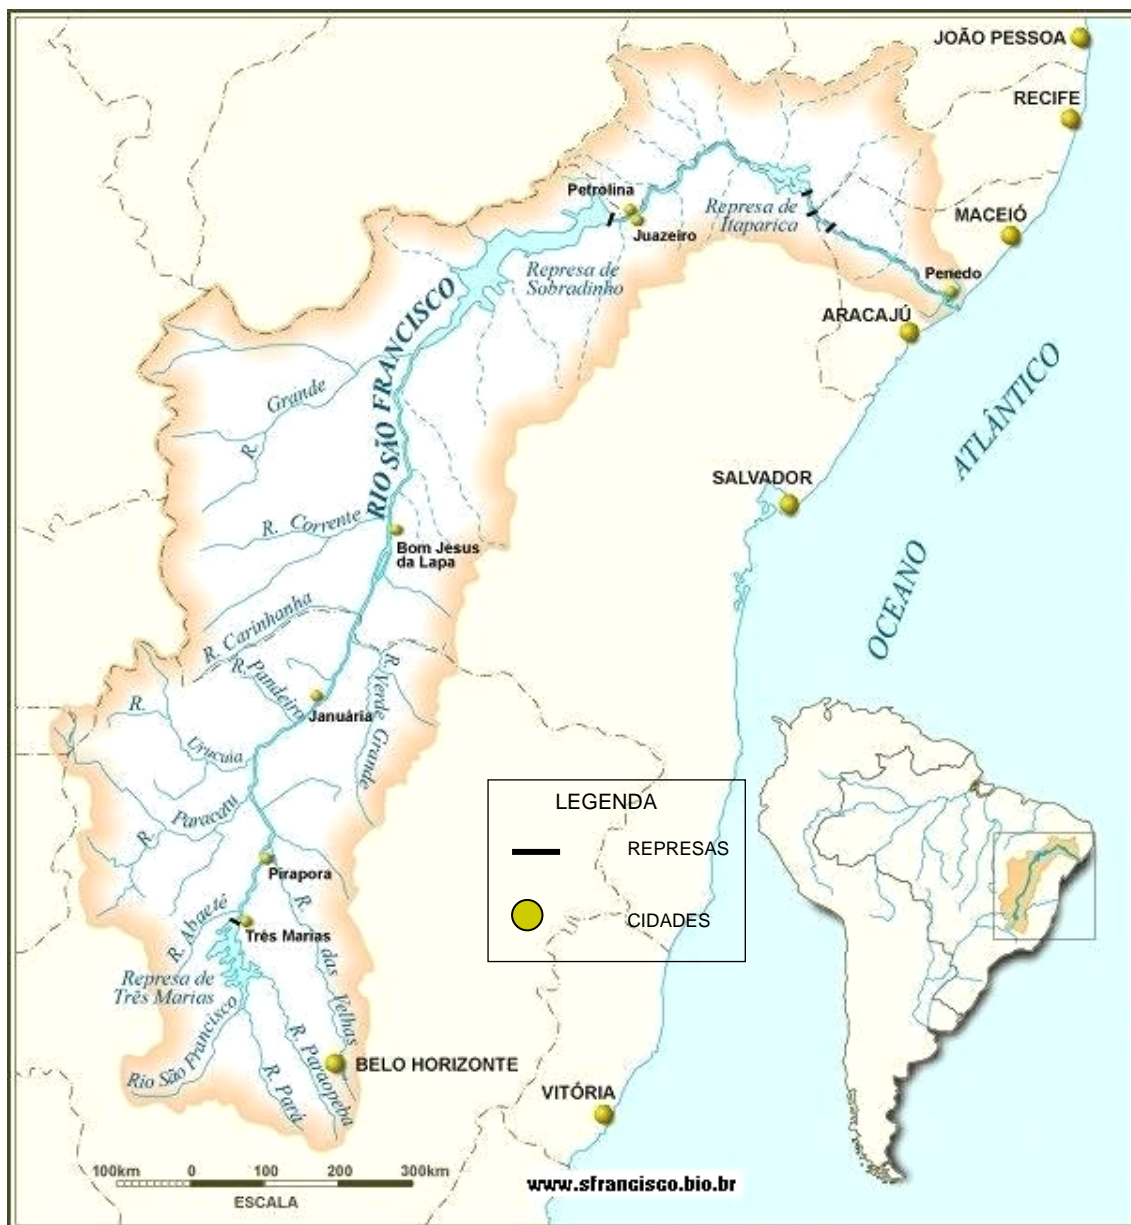 JOÃO PESSOA
RECIFE
Petrolina
Represa de
Itaparica
MACEIÓ
Juazeiro
Represa de
Sobradinho
Penedo
ARACAJÚ
RIO SÃO FRANCISCO
R. Grande
OCEANO ATLÂNTICO
SALVADOR
R. Corrente
Bom Jesus
da Lapa
R. Carinhanha
R. Pandeiro
R. Verde Grande
Januária
R. Urucuia
R. Paracatu
LEGENDA
REPRESAS
CIDADES
Pirapora
R. Abaeté
Três Marias
R. das Velhas
Represa de
Três Marias
Rio São Francisco
R. Paraopeba
R. Pará
BELO HORIZONTE
VITÓRIA
100km 0 100 200 300km
ESCALA
www.sfrancisco.bio.br